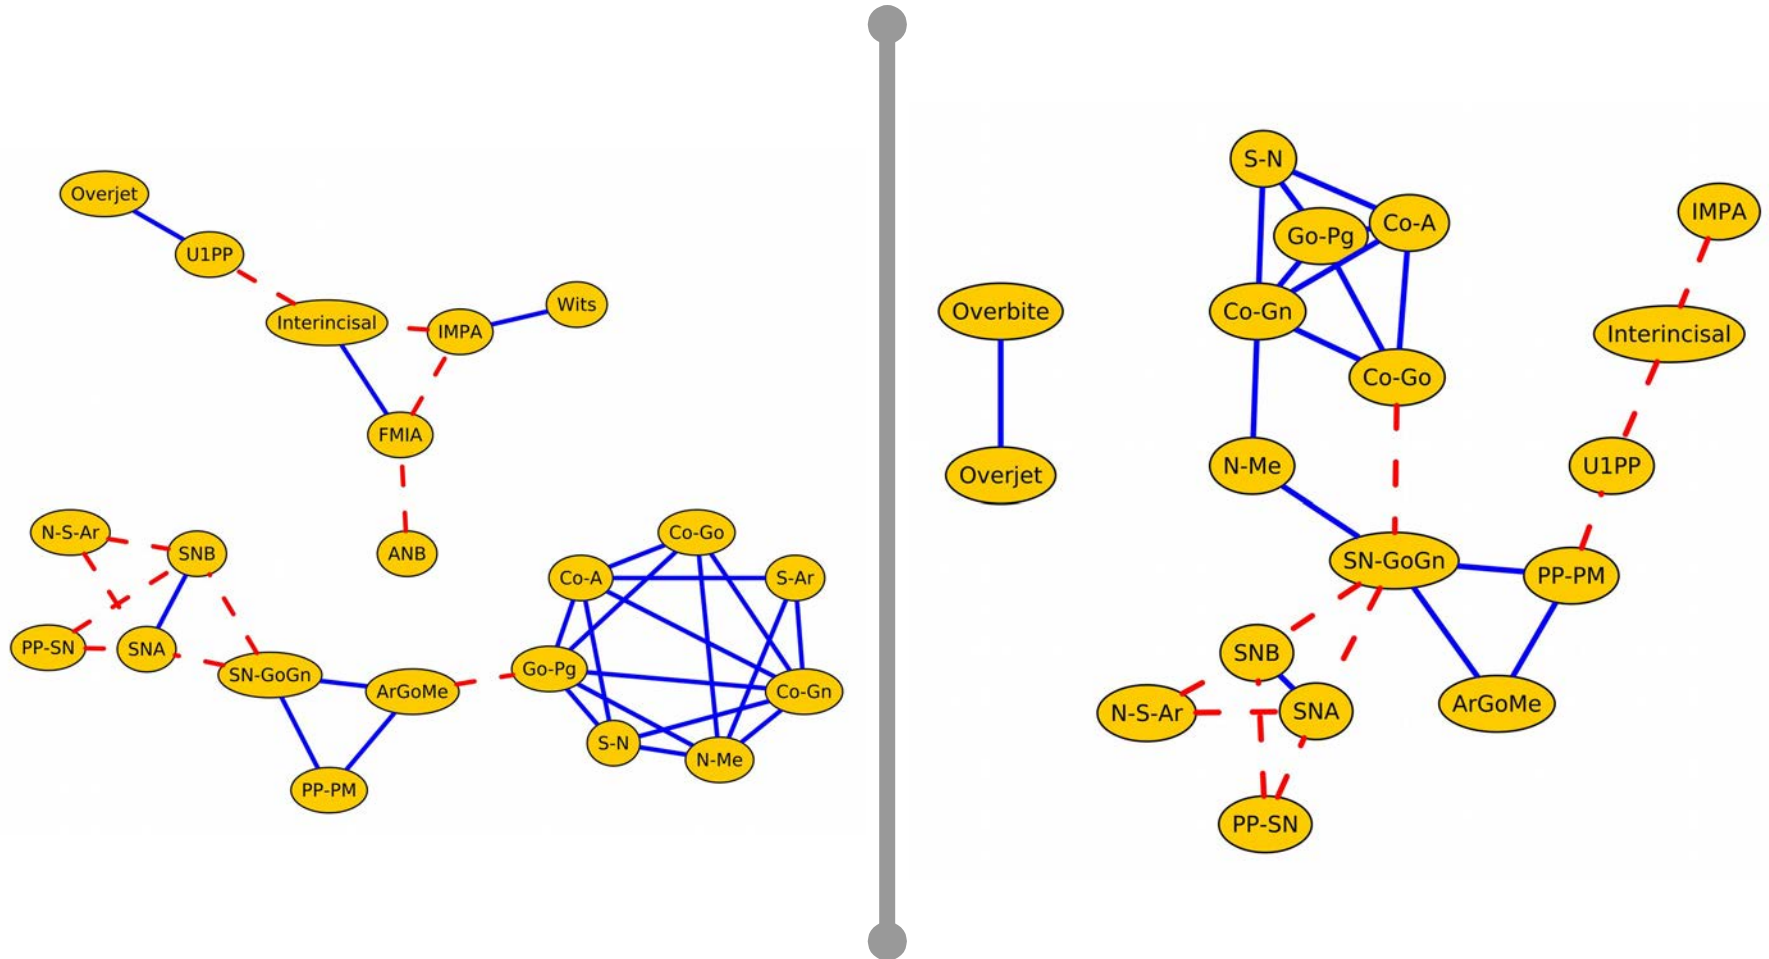 Overjet
U1PP
Interincisal
IMPA
Wits
FMIA
ANB
N-S-Ar
SNB
PP-SN
SNA
SN-GoGn
ArGoMe
PP-PM
Co-Go
Co-A
S-Ar
Go-Pg
Co-Gn
S-N
N-Me
S-N
Go-Pg
Co-A
IMPA
Overbite
Co-Gn
Interincisal
Co-Go
Overjet
N-Me
U1PP
SN-GoGn
PP-PM
SNB
N-S-Ar
SNA
ArGoMe
PP-SN